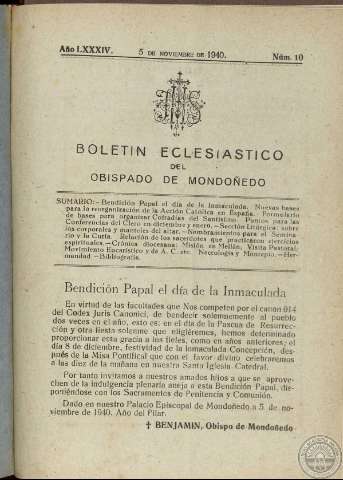 Año LXXXIV. 5 DE NOVIEMBRE DE 1940. Núm. 10
BOLETIN ECLESIASTICO
DEL
OBISPADO DE MONDOÑEDO
SUMARIO:—Bendición Papal el día de la Inmaculada. Nuevas bases
para la reorganización de la Acción Católica en España. Formulario
de bases para organizar Cofradías del Santísimo. Puntos para las
Conferencias del Clero en diciembre y enero.—Sección Litúrgica: sobre
los corporales y manteles del altar.—Nombramientos para el Semina-
rio y la Curia. Relación de los sacerdotes que practicaron ejercicios
espirituales.—Crónica diocesana: Misión de Mellán, Visita Pastoral;
Movimiento Eucarístico y de A. C. etc. Necrología y Montepío.—Her-
mandad—Bibliografía.
Bendición Papal el día de la Inmaculada
En virtud de las facultades que Nos competen por el canon 914
del Codex Juris Canonici, de bendecir solemnemente al pueblo
dos veces en el año, esto es: en el día de la Pascua de Resurrec-
ción y otra fiesta solemne que eligiéremos, hemos determinado
proporcionar esta gracia a los fieles, como en años anteriores; el
día 8 de diciembre, festividad de la Inmaculada Concepción, des-
pués de la Misa Pontifical que con el favor divino celebraremos
a las diez de la mañana en nuestra Santa Iglesia Catedral.
Por tanto invitamos a nuestros amados hijos a que se aprove-
chen de la indulgencia plenaria aneja a esta Bendición Papal, dis-
poniéndose con los Sacramentos de Penitencia y Comunión.
Dado en nuestro Palacio Episcopal de Mondoñedo a 5 de no-
viembre de 1940. Año del Pilar.
† BENJAMIN, Obispo de Mondoñedo